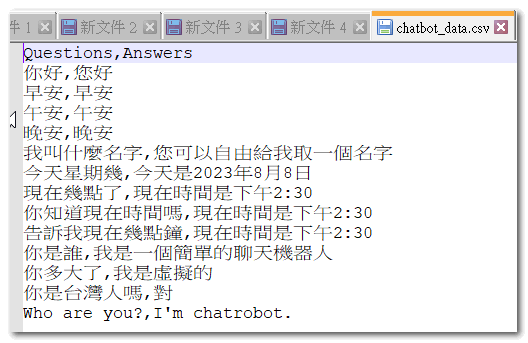 件 1 新文件 2 新文件 3 新文件 4 chatbot_data.csv
Questions,Answers
你好,您好
早安,早安
午安,午安
晚安,晚安
我叫什麼名字,您可以自由給我取一個名字
今天星期幾,今天是2023年8月8日
現在幾點了,現在時間是下午2:30
你知道現在時間嗎,現在時間是下午2:30
告訴我現在幾點鐘,現在時間是下午2:30
你是誰,我是一個簡單的聊天機器人
你多大了,我是虛擬的
你是台灣人嗎,對
Who are you?,I'm chatrobot.